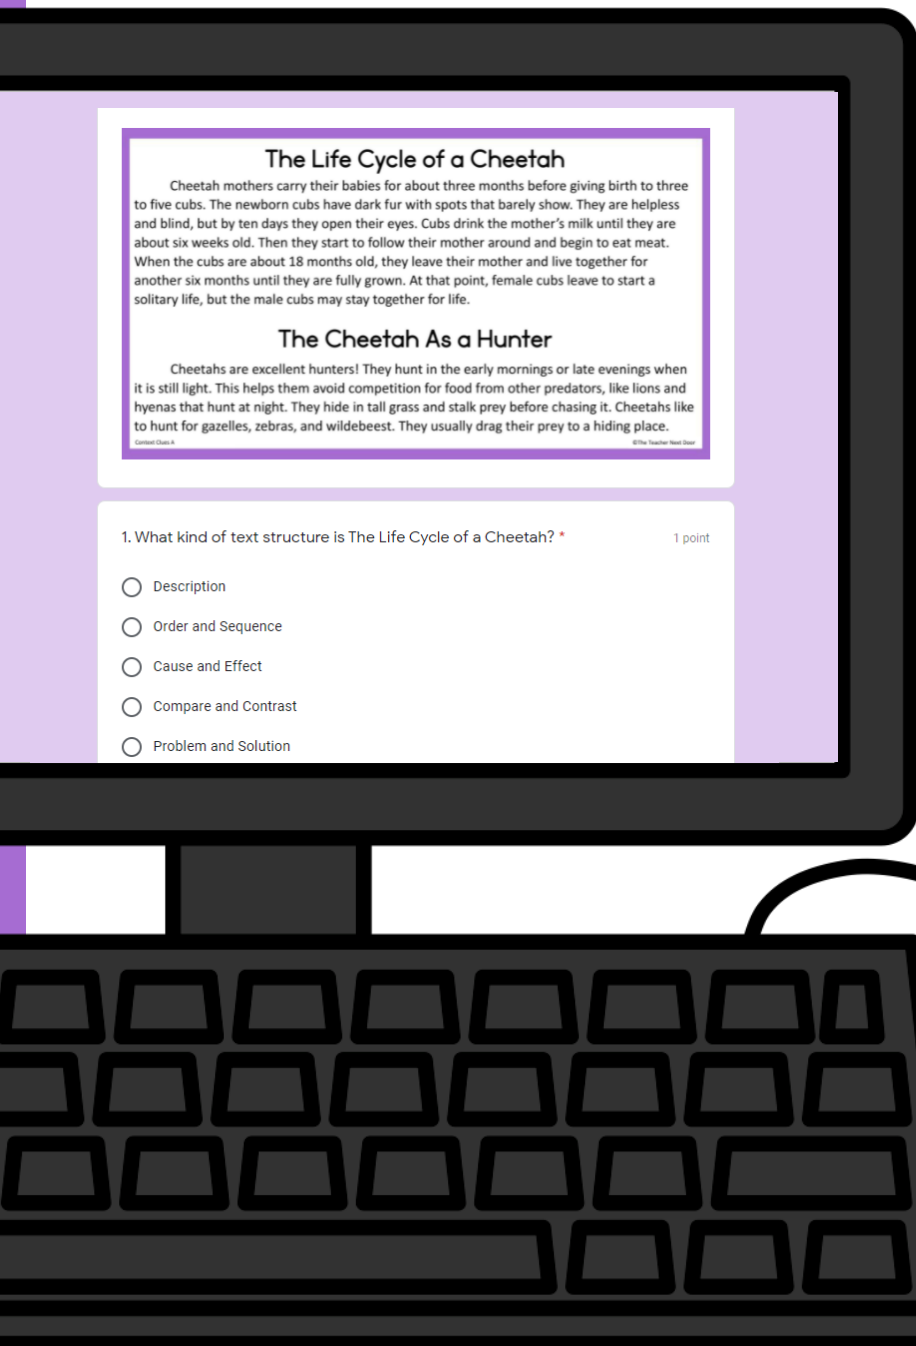 The Life Cycle of a Cheetah
Cheetah mothers carry their babies for about three months before giving birth to three
to five cubs. The newborn cubs have dark fur with spots that barely show. They are helpless
and blind, but by ten days they open their eyes. Cubs drink the mother's milk until they are
about six weeks old. Then they start to follow their mother around and begin to eat meat.
When the cubs are about 18 months old, they leave their mother and live together for
another six months until they are fully grown. At that point, female cubs leave to start a
solitary life, but the male cubs may stay together for life.
The Cheetah As a Hunter
Cheetahs are excellent hunters! They hunt in the early mornings or late evenings when
it is still light. This helps them avoid competition for food from other predators, like lions and
hyenas that hunt at night. They hide in tall grass and stalk prey before chasing it. Cheetahs like
to hunt for gazelles, zebras, and wildebeest. They usually drag their prey to a hiding place.
Context Clues A
©The Teacher Next Door
1. What kind of text structure is The Life Cycle of a Cheetah? *
1 point
Description
Order and Sequence
Cause and Effect
Compare and Contrast
Problem and Solution